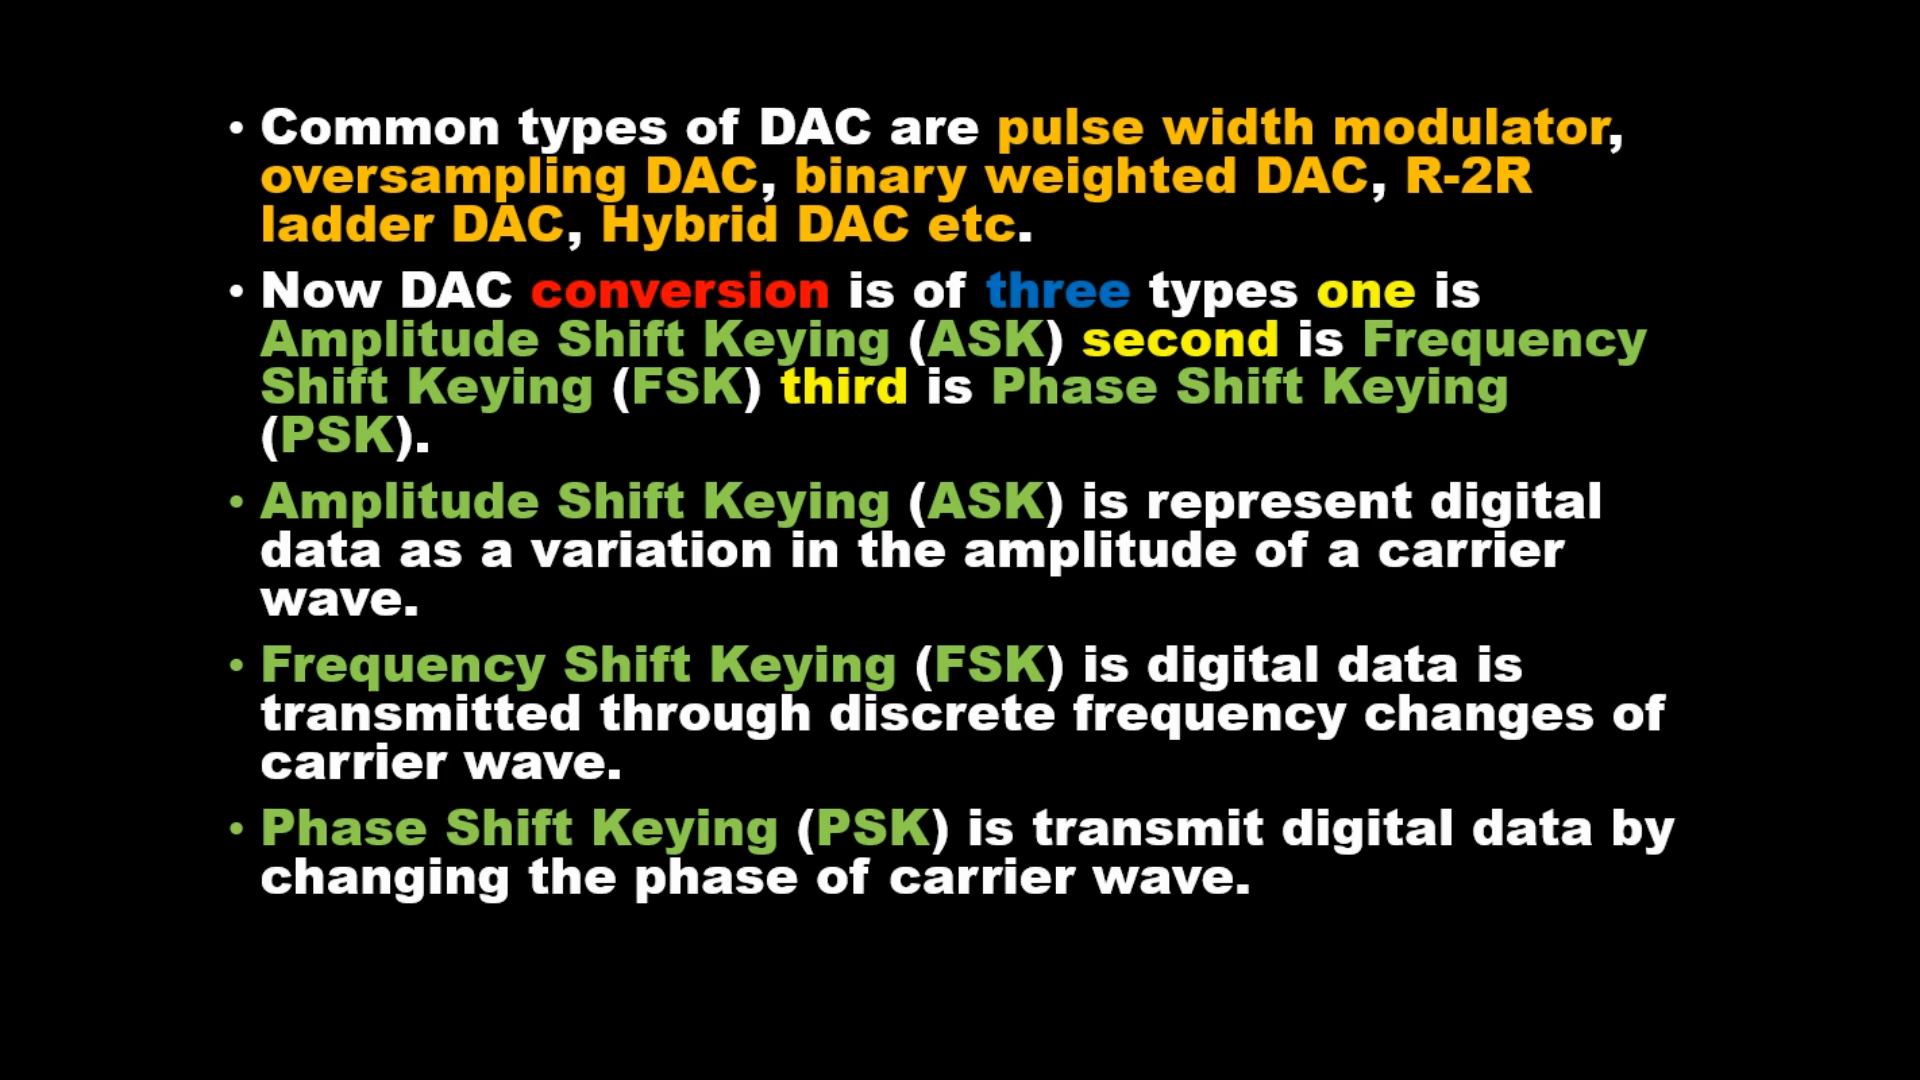 • Common types of DAC are pulse width modulator,
oversampling DAC, binary weighted DAC, R-2R
ladder DAC, Hybrid DAC etc.
• Now DAC conversion is of three types one is
Amplitude Shift Keying (ASK) second is Frequency
Shift Keying (FSK) third is Phase Shift Keying
(PSK).
• Amplitude Shift Keying (ASK) is represent digital
data as a variation in the amplitude of a carrier
wave.
• Frequency Shift Keying (FSK) is digital data is
transmitted through discrete frequency changes of
carrier wave.
• Phase Shift Keying (PSK) is transmit digital data by
changing the phase of carrier wave.